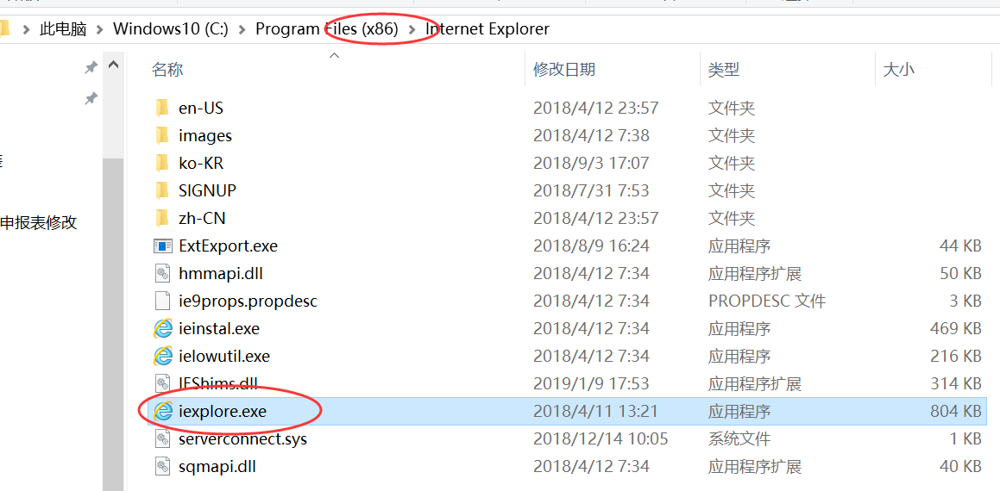 此电脑 > Windows10 (C:) > Program Files (x86) > Internet Explorer
名称 修改日期 类型 大小
en-US 2018/4/12 23:57 文件夹
images 2018/4/12 7:38 文件夹
ko-KR 2018/9/3 17:07 文件夹
SIGNUP 2018/7/31 7:53 文件夹
zh-CN 2018/4/12 23:57 文件夹
申报表修改
ExtExport.exe 2018/8/9 16:24 应用程序 44 KB
hmmapi.dll 2018/4/12 7:34 应用程序扩展 50 KB
ie9props.propdesc 2018/4/12 7:34 PROPDESC 文件 3 KB
ieinstal.exe 2018/4/12 7:34 应用程序 469 KB
ielowutil.exe 2018/4/12 7:34 应用程序 216 KB
IEShims.dll 2019/1/9 17:53 应用程序扩展 314 KB
iexplore.exe 2018/4/11 13:21 应用程序 804 KB
serverconnect.sys 2018/12/14 10:05 系统文件 1 KB
sqmapi.dll 2018/4/12 7:34 应用程序扩展 40 KB